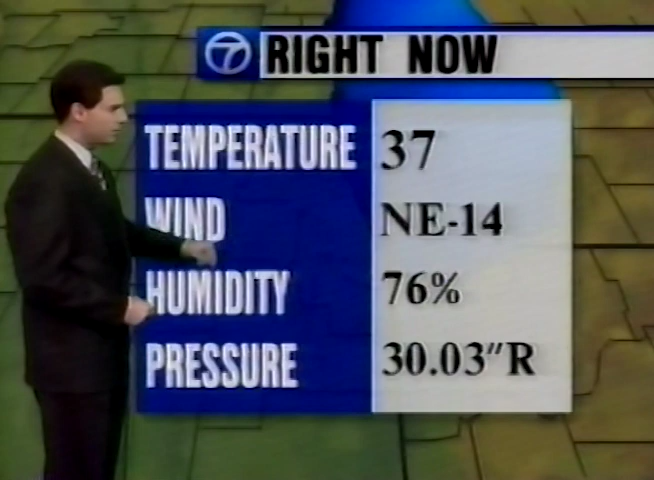 7 RIGHT NOW
TEMPERATURE 37
WIND NE-14
HUMIDITY 76%
PRESSURE 30.03"R